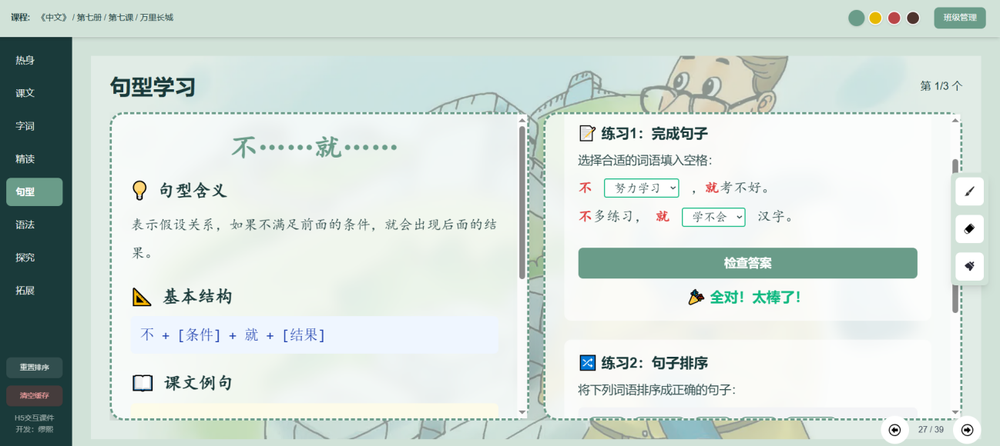 课程: 《中文》 / 第七册 / 第七课 / 万里长城
班级管理
热身
课文
字词
精读
句型
语法
探究
拓展
重置排序
清空缓存
H5交互课件
开发: 缪熙
句型学习
第 1/3 个
不······就······
句型含义
表示假设关系，如果不满足前面的条件，就会出现后面的结
果。
基本结构
不 + [条件] + 就 + [结果]
课文例句
练习1：完成句子
选择合适的词语填入空格：
不 努力学习 ，就考不好。
不多练习， 就 学不会 汉字。
检查答案
全对！太棒了！
练习2：句子排序
将下列词语排序成正确的句子：
27 / 39